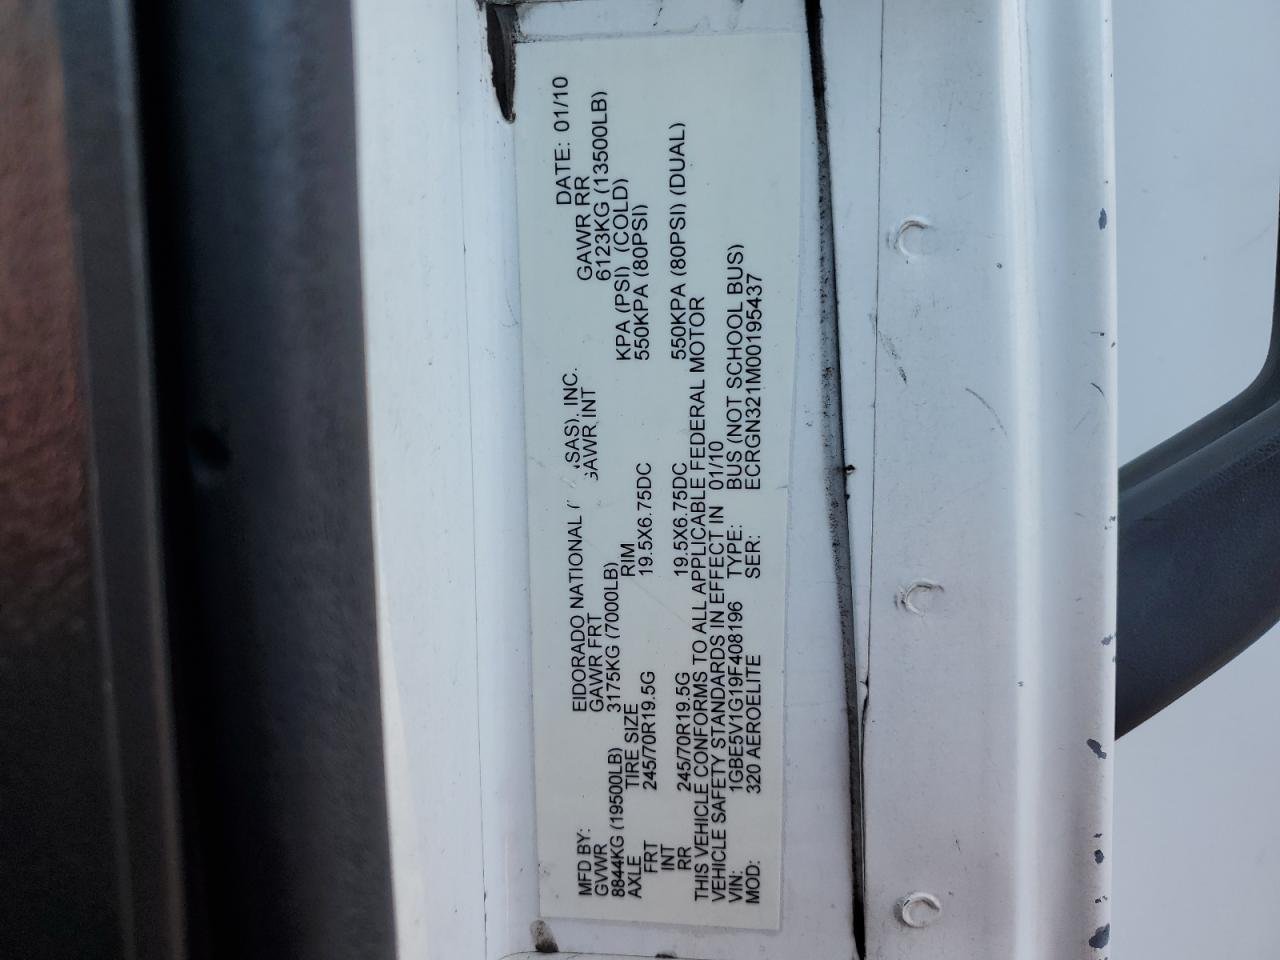 MFD BY: ElDORADO NATIONAL ( SAS), INC. DATE: 01/10
GVWR GAWR FRT GAWR INT GAWR RR
8844KG (19500LB) 3175KG (7000LB) 6123KG (13500LB)
AXLE TIRE SIZE RIM KPA (PSI) (COLD)
FRT 245/70R19.5G 19.5X6.75DC 550KPA (80PSI)
INT
RR 245/70R19.5G 19.5X6.75DC 550KPA (80PSI) (DUAL)
THIS VEHICLE CONFORMS TO ALL APPLICABLE FEDERAL MOTOR
VEHICLE SAFETY STANDARDS IN EFFECT IN 01/10
VIN: 1GBE5V1G19F408196 TYPE: BUS (NOT SCHOOL BUS)
MOD: 320 AEROELITE SER: ECRGN321M00195437